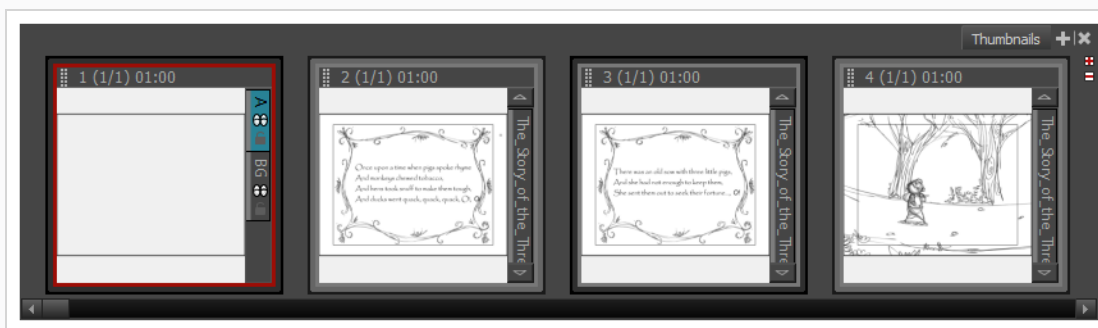 Thumbnails
1 (1/1) 01:00
A
BG
2 (1/1) 01:00
Once upon a time when pigs spoke rhyme
And monkeys chewed tobacco,
And hens took snuff to make them tough,
And ducks went quack, quack, quack, O!
The_Story_of_the_Thre
3 (1/1) 01:00
There was an old sow with three little pigs,
And she had not enough to keep them,
She sent them out to seek their fortune...
The_Story_of_the_Thre
4 (1/1) 01:00
The_Story_of_the_Thre